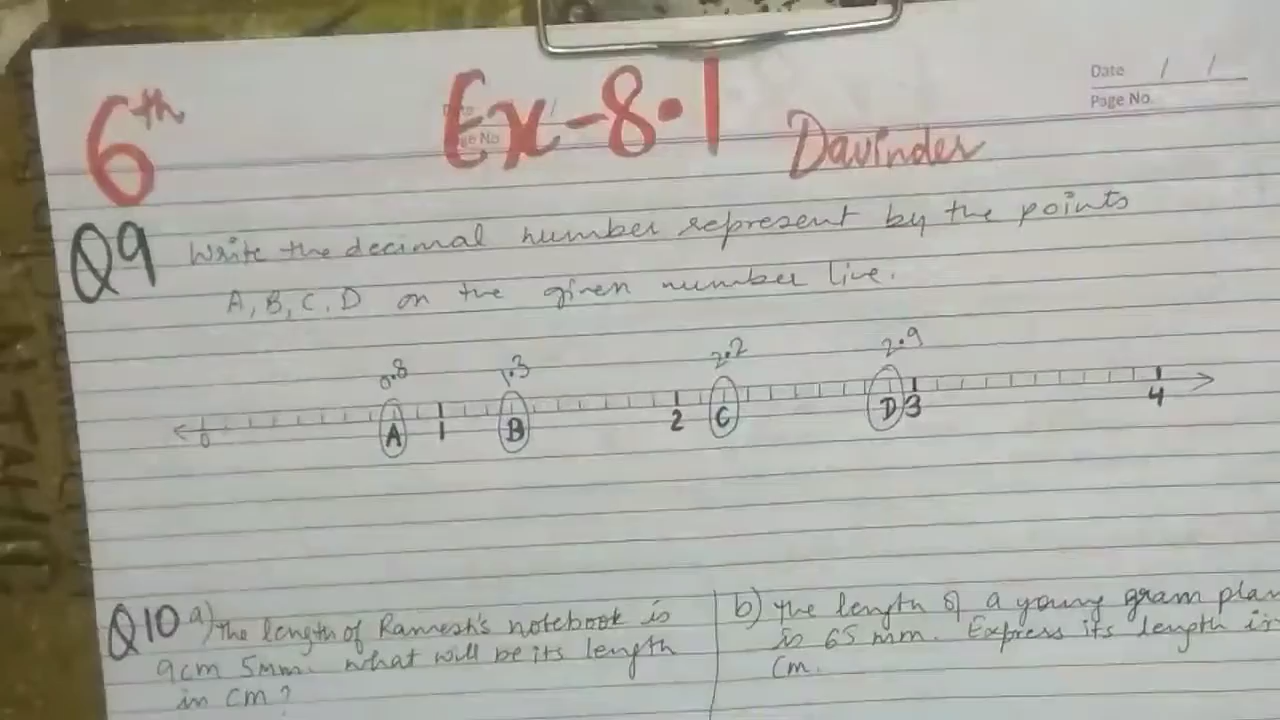 Date / /
Page No.
6th Ex-8.1 Davinder
Q9 Write the decimal number represent by the points
A, B, C, D on the given number line.
0.8 1.3 2.2 2.9
0 A 1 B 2 C D 3 4
Q10 a) The length of Ramesh's notebook is
9cm 5mm. What will be its length
in cm?
b) The length of a young gram plan
is 65 mm. Express its length in
cm.